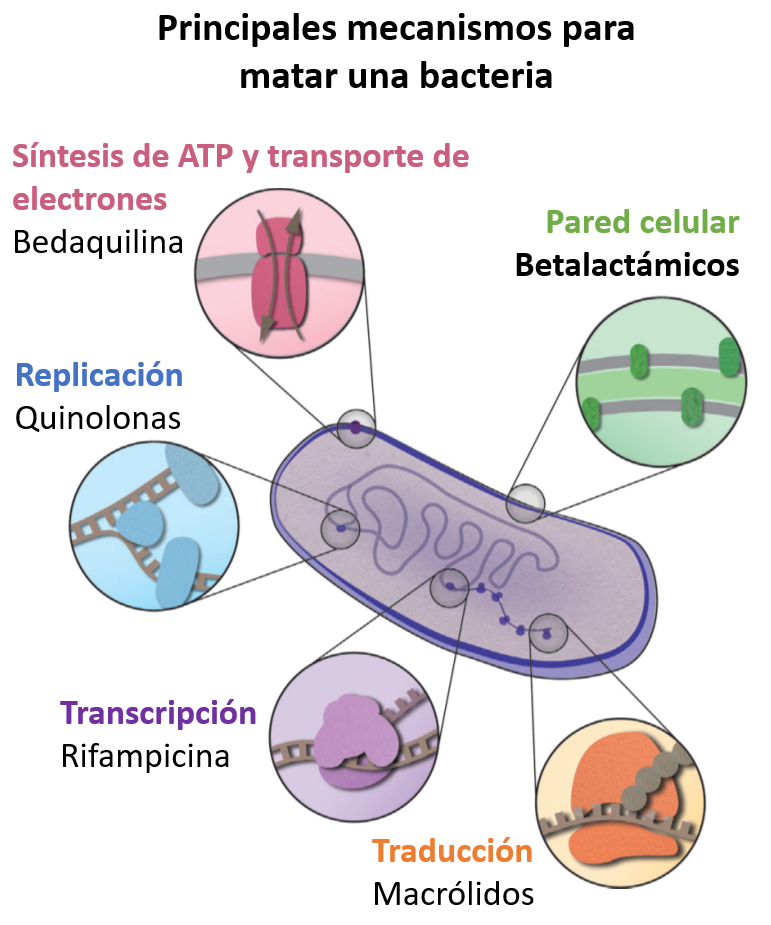 Principales mecanismos para
matar una bacteria
Síntesis de ATP y transporte de
electrones
Bedaquilina
Pared celular
Betalactámicos
Replicación
Quinolonas
Transcripción
Rifampicina
Traducción
Macrólidos